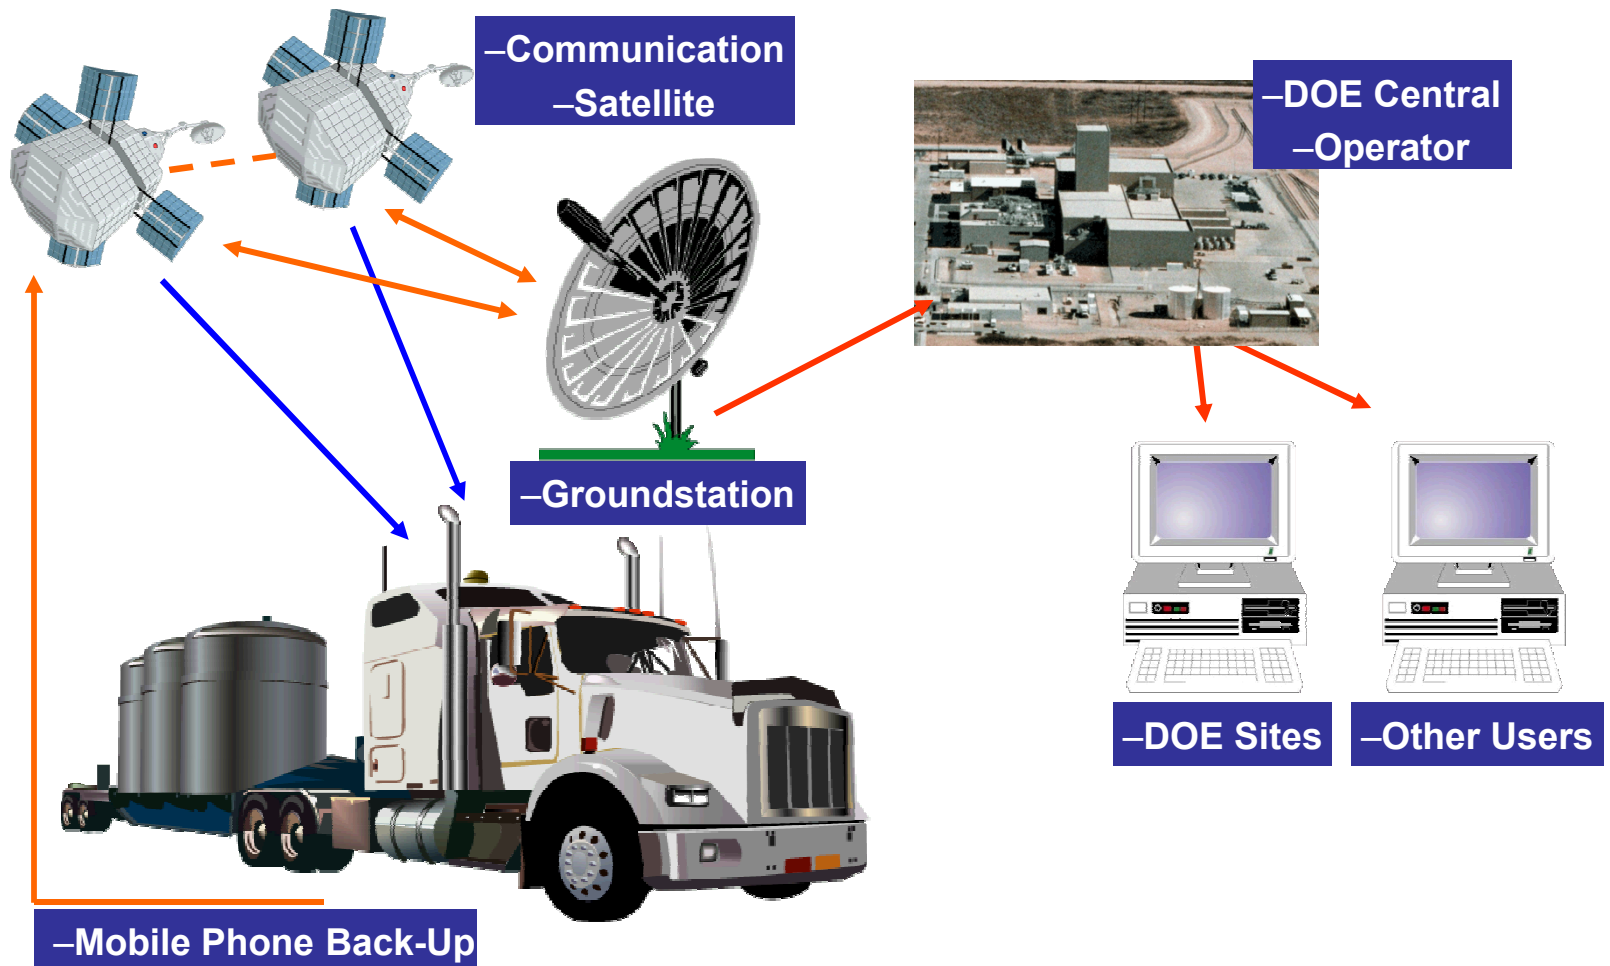 –Communication
–Satellite
–DOE Central
–Operator
–Groundstation
–DOE Sites
–Other Users
–Mobile Phone Back-Up